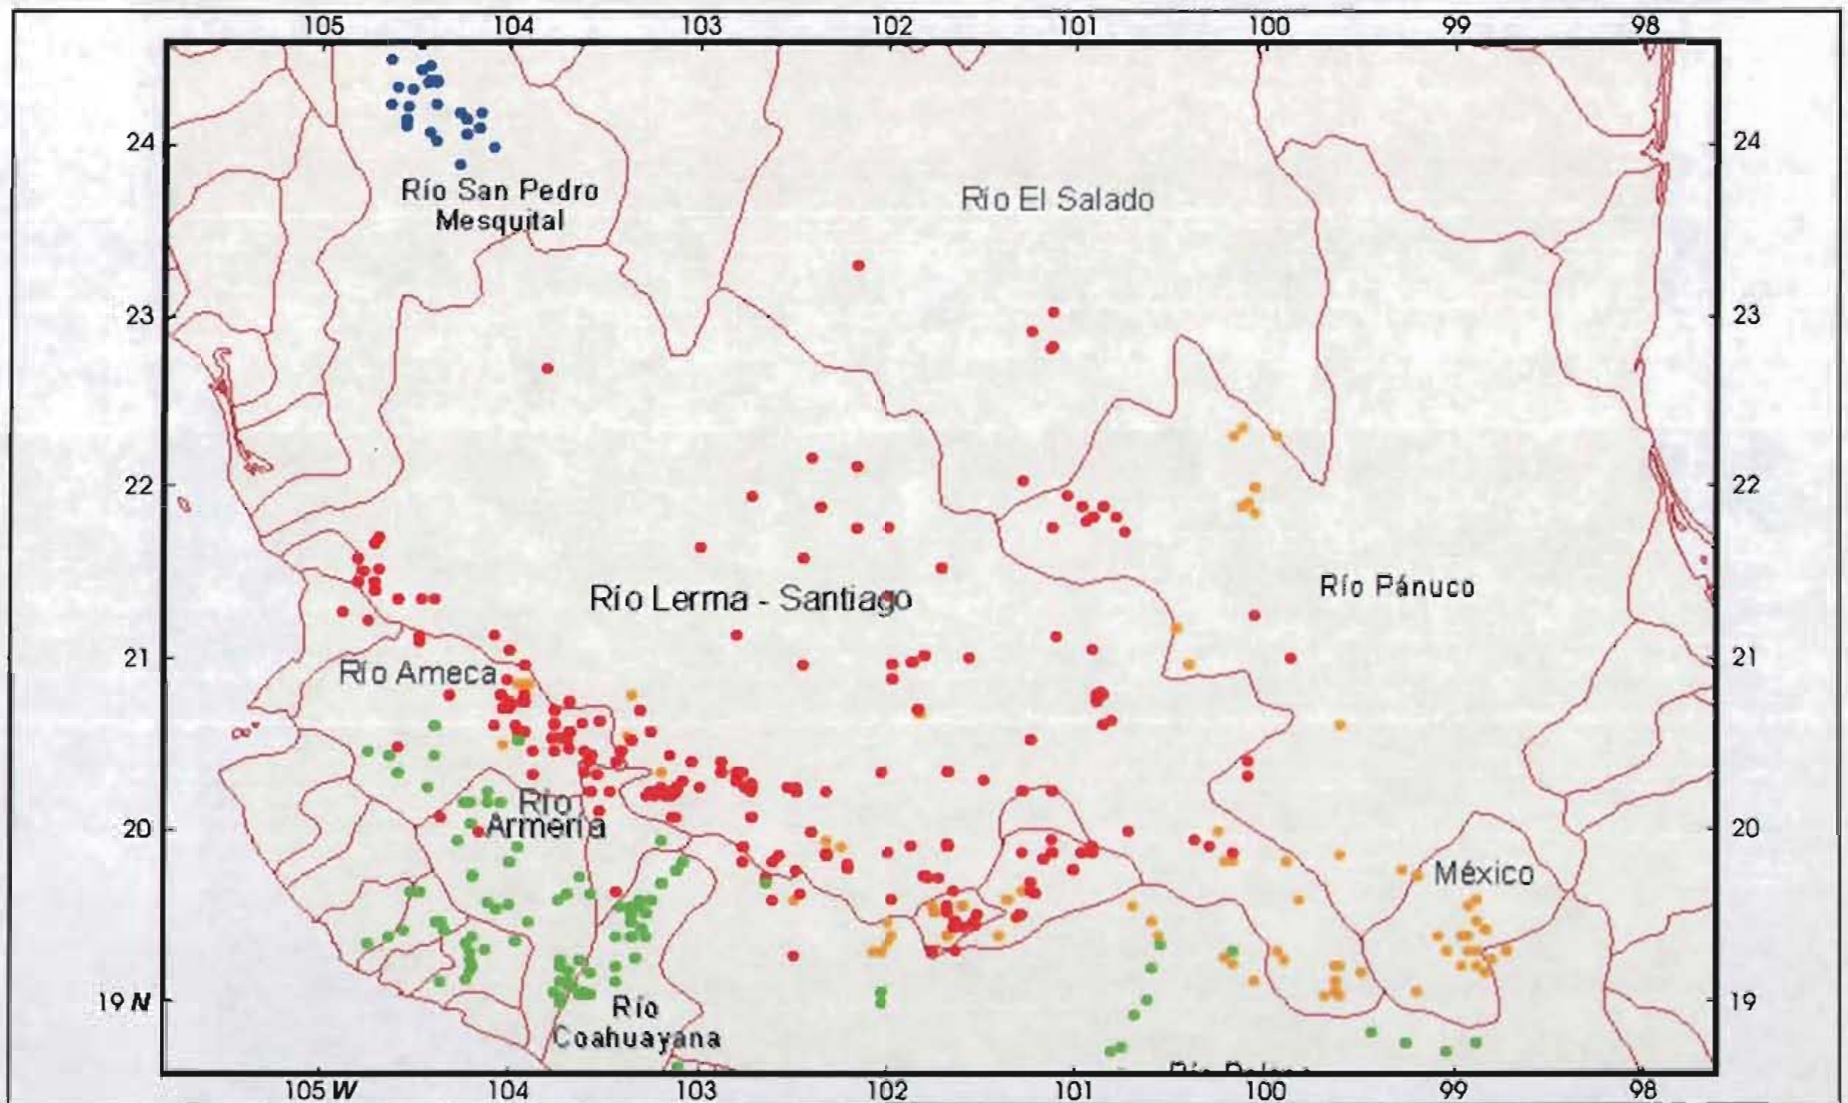 105 104 103 102 101 100 99 98
24 24
Río San Pedro
Mesquital
Río El Salado
23 23
22 22
Río Lerma - Santiago
Río Pánuco
21 21
Río Ameca
Río
Armería
20 20
México
19 N 19
Río
Coahuayana
105 W 104 103 102 101 100 99 98